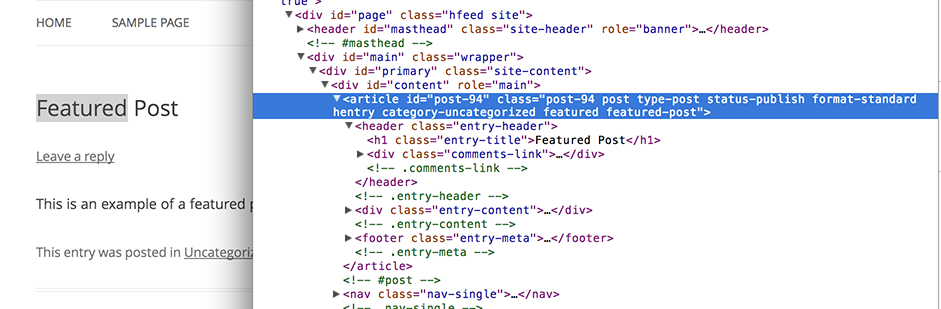 HOME SAMPLE PAGE
Featured Post
Leave a reply
This is an example of a featured p
This entry was posted in Uncategoriz
true">
▼<div id="page" class="hfeed site">
▶<header id="masthead" class="site-header" role="banner">…</header>
<!-- #masthead -->
▼<div id="main" class="wrapper">
▼<div id="primary" class="site-content">
▼<div id="content" role="main">
▼<article id="post-94" class="post-94 post type-post status-publish format-standard
hentry category-uncategorized featured featured-post">
▼<header class="entry-header">
<h1 class="entry-title">Featured Post</h1>
▶<div class="comments-link">…</div>
<!-- .comments-link -->
</header>
<!-- .entry-header -->
▶<div class="entry-content">…</div>
<!-- .entry-content -->
▶<footer class="entry-meta">…</footer>
<!-- .entry-meta -->
</article>
<!-- #post -->
▶<nav class="nav-single">…</nav>
<!-- .nav-single -->